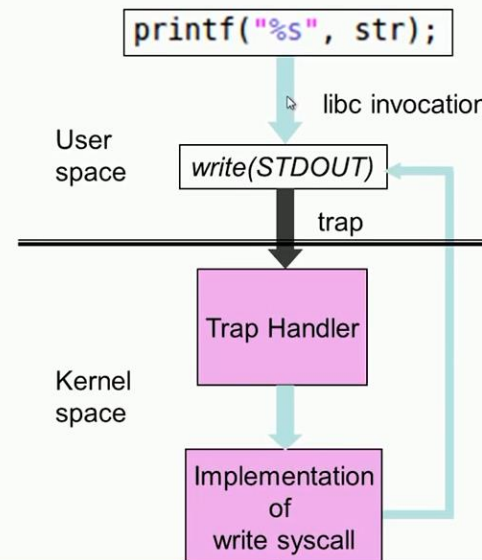 printf("%s", str);
libc invocation
User
space
write(STDOUT)
trap
Trap Handler
Kernel
space
Implementation
of
write syscall